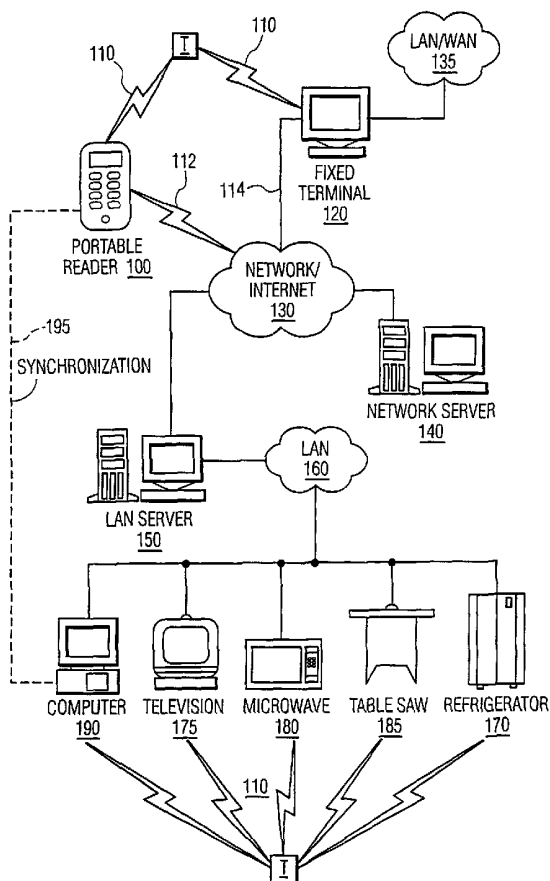 110
110
I
LAN/WAN
135
FIXED
TERMINAL
120
112
114
PORTABLE
READER 100
NETWORK/
INTERNET
130
195
SYNCHRONIZATION
NETWORK SERVER
140
LAN
160
LAN SERVER
150
COMPUTER
190
TELEVISION
175
MICROWAVE
180
TABLE SAW
185
REFRIGERATOR
170
110
I